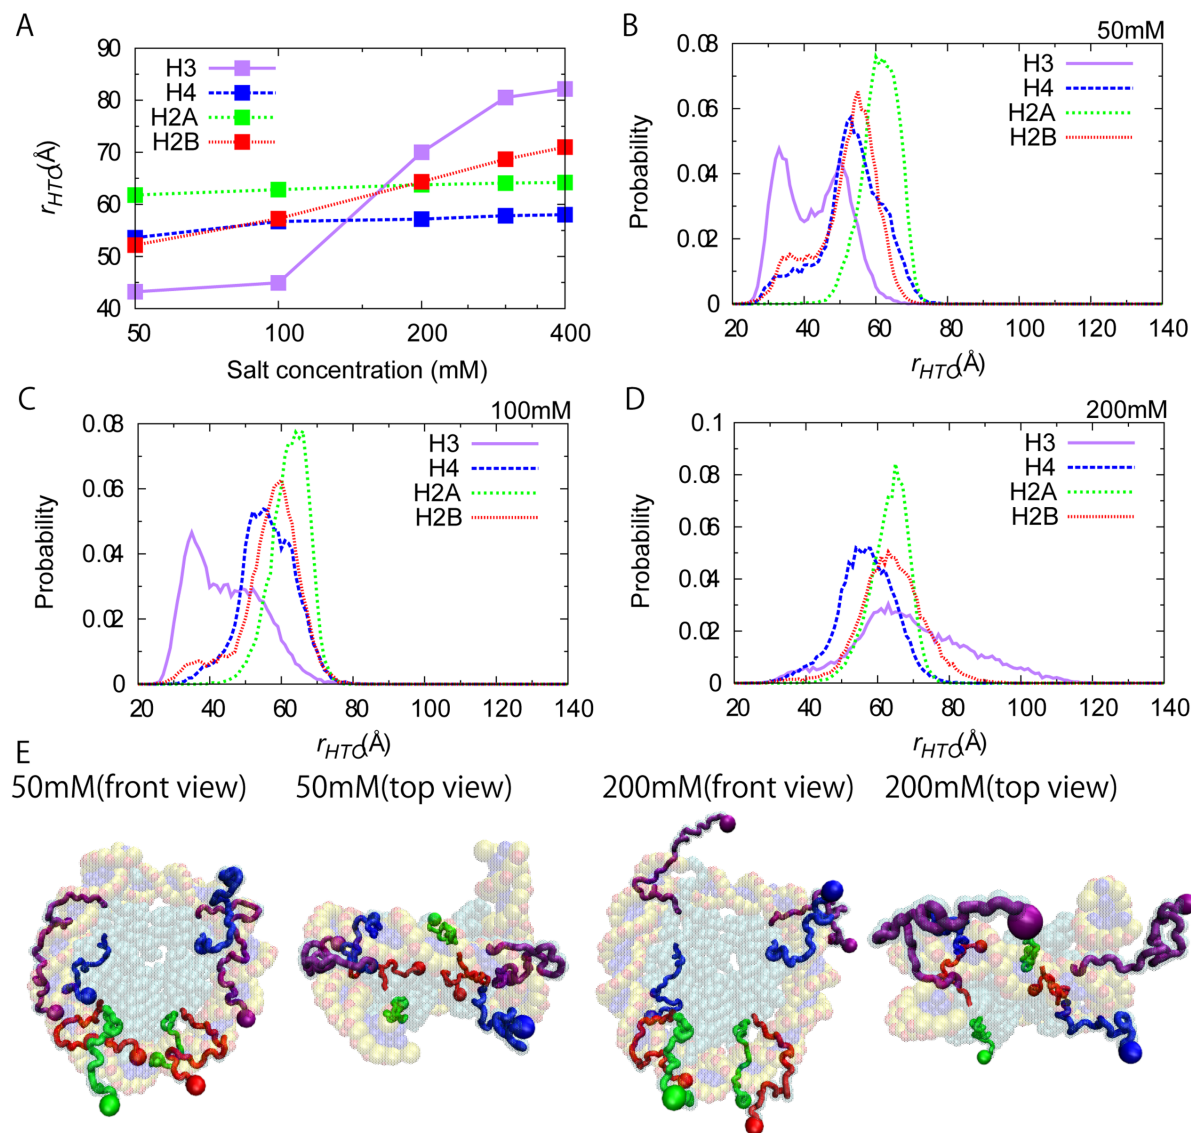 A
90
80
70
60
50
40
rHTC(Å)
H3
H4
H2A
H2B
50 100 200 400
Salt concentration (mM)
B
50mM
0.08
0.06
0.04
0.02
0
Probability
H3
H4
H2A
H2B
20 40 60 80 100 120 140
rHTC(Å)
C
100mM
0.08
0.06
0.04
0.02
0
Probability
H3
H4
H2A
H2B
20 40 60 80 100 120 140
rHTC(Å)
D
200mM
0.1
0.08
0.06
0.04
0.02
0
Probability
H3
H4
H2A
H2B
20 40 60 80 100 120 140
rHTC(Å)
E
50mM(front view) 50mM(top view) 200mM(front view) 200mM(top view)